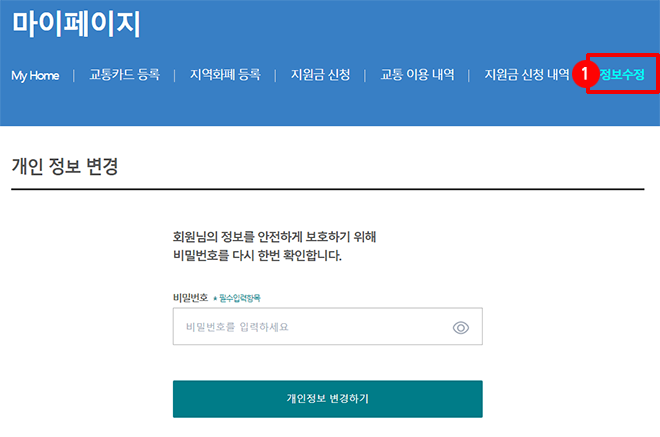 마이페이지
My Home | 교통카드 등록 | 지역화폐 등록 | 지원금 신청 | 교통 이용 내역 | 지원금 신청 내역 1 정보수정
개인 정보 변경
회원님의 정보를 안전하게 보호하기 위해
비밀번호를 다시 한번 확인합니다.
비밀번호 * 필수입력항목
비밀번호를 입력하세요
개인정보 변경하기